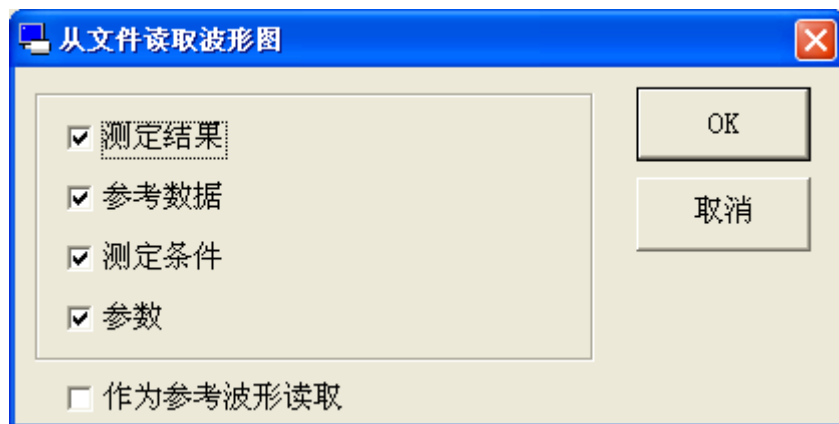 从文件读取波形图
测定结果
参考数据
测定条件
参数
作为参考波形读取
OK
取消